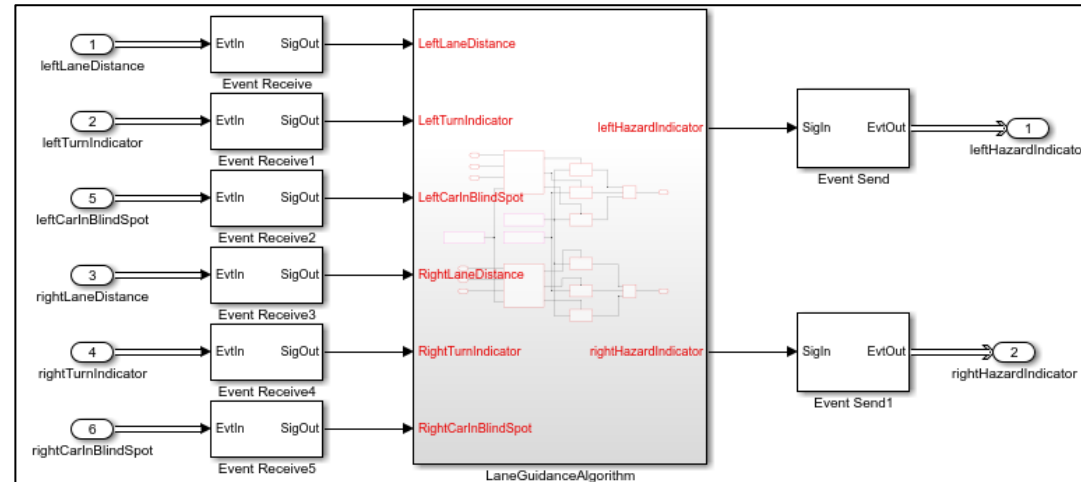 1
leftLaneDistance
EvtIn SigOut
Event Receive
LeftLaneDistance
2
leftTurnIndicator
EvtIn SigOut
Event Receive1
LeftTurnIndicator
5
leftCarInBlindSpot
EvtIn SigOut
Event Receive2
LeftCarInBlindSpot
3
rightLaneDistance
EvtIn SigOut
Event Receive3
RightLaneDistance
4
rightTurnIndicator
EvtIn SigOut
Event Receive4
RightTurnIndicator
6
rightCarInBlindSpot
EvtIn SigOut
Event Receive5
RightCarInBlindSpot
leftHazardIndicator
rightHazardIndicator
LaneGuidanceAlgorithm
SigIn EvtOut
Event Send
1
leftHazardIndicato
SigIn EvtOut
Event Send1
2
rightHazardIndicator